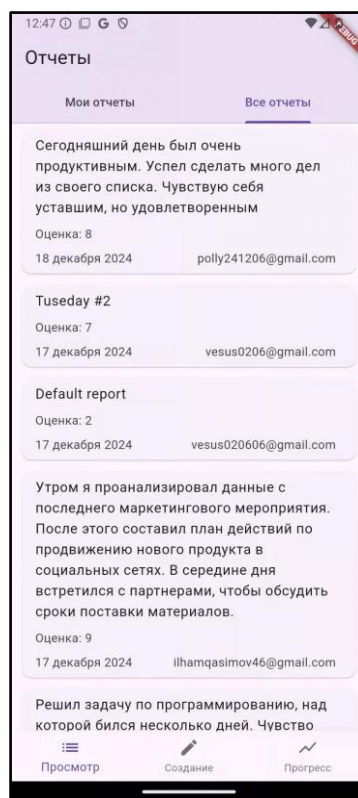 12:47
DEBUG
Отчеты
Мои отчеты Все отчеты
Сегодняшний день был очень
продуктивным. Успел сделать много дел
из своего списка. Чувствую себя
уставшим, но удовлетворенным
Оценка: 8
18 декабря 2024 polly241206@gmail.com
Tuseday #2
Оценка: 7
17 декабря 2024 vesus0206@gmail.com
Default report
Оценка: 2
17 декабря 2024 vesus020606@gmail.com
Утром я проанализировал данные с
последнего маркетингового мероприятия.
После этого составил план действий по
продвижению нового продукта в
социальных сетях. В середине дня
встретился с партнерами, чтобы обсудить
сроки поставки материалов.
Оценка: 9
17 декабря 2024 ilhamqasimov46@gmail.com
Решил задачу по программированию, над
которой бился несколько дней. Чувство
Просмотр Создание Прогресс